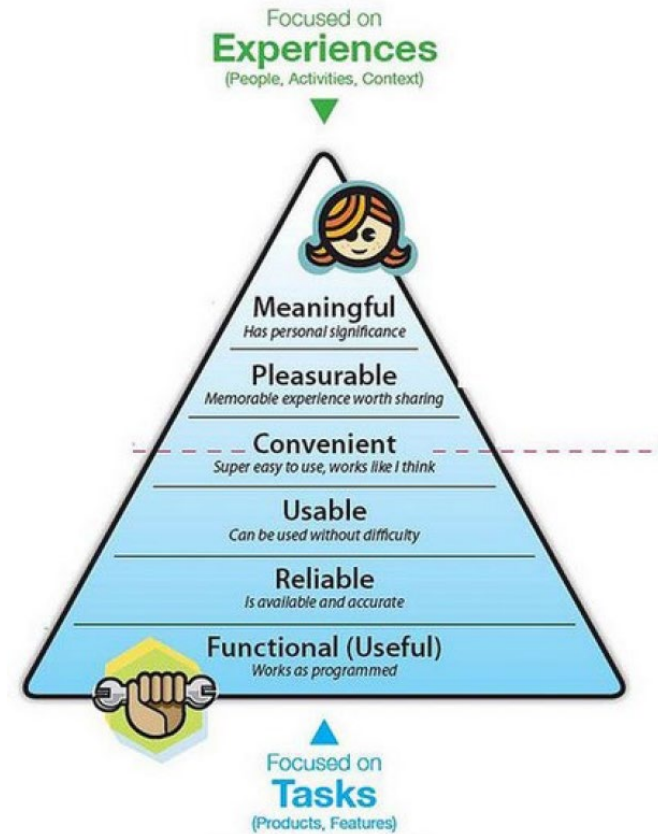 Focused on
Experiences
(People, Activities, Context)
Meaningful
Has personal significance
Pleasurable
Memorable experience worth sharing
Convenient
Super easy to use, works like I think
Usable
Can be used without difficulty
Reliable
Is available and accurate
Functional (Useful)
Works as programmed
Focused on
Tasks
(Products, Features)